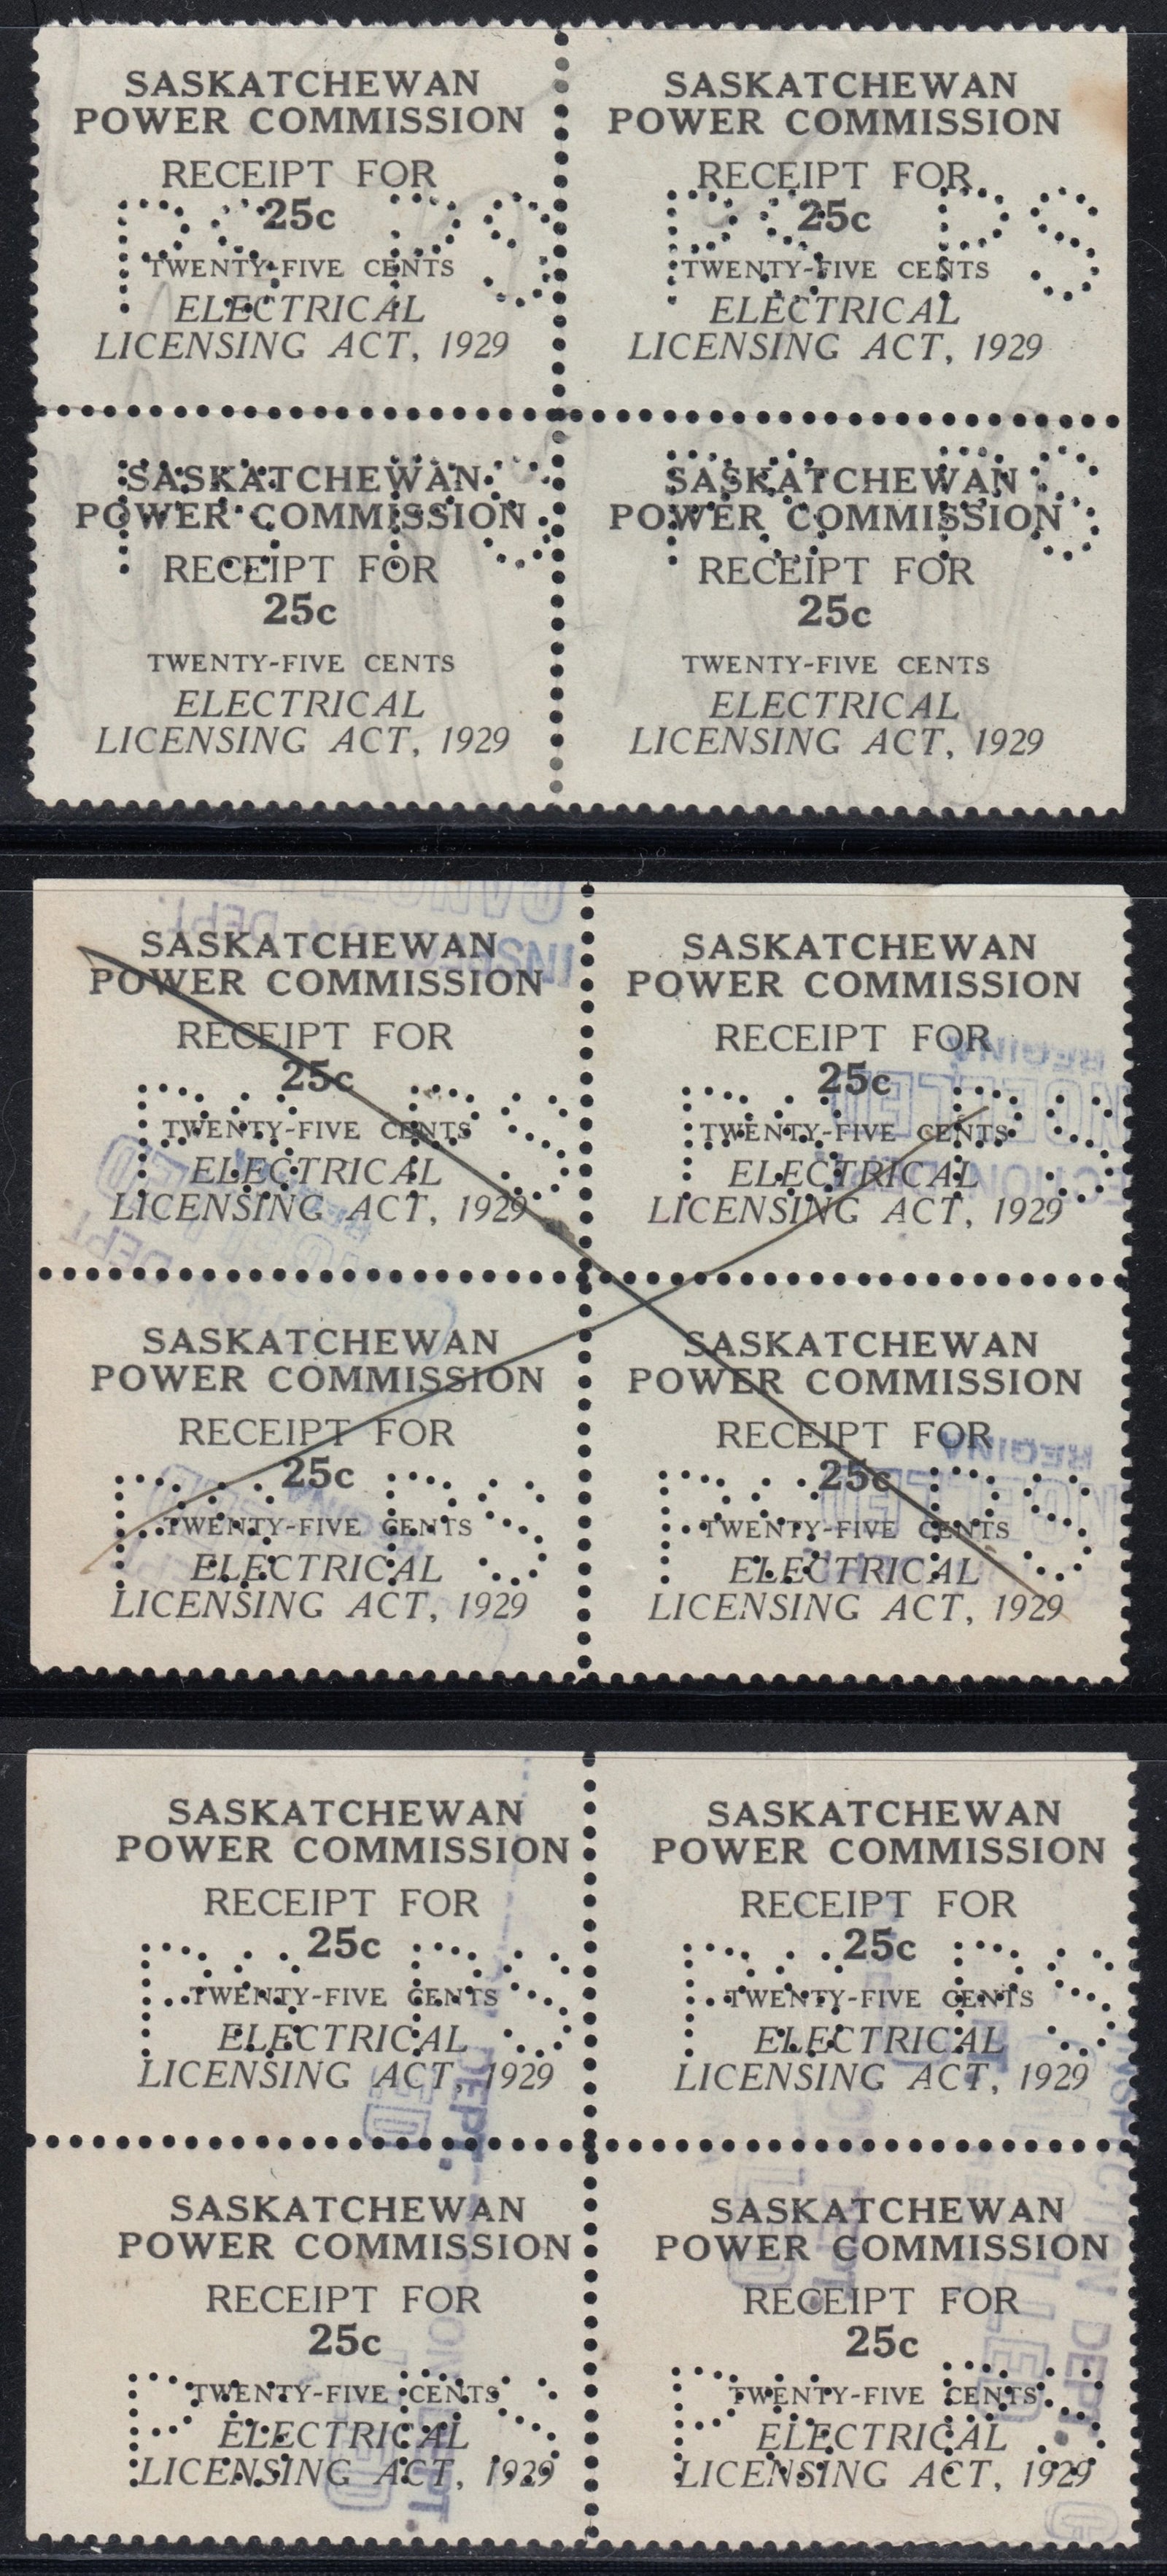 SASKATCHEWAN
POWER COMMISSION
RECEIPT FOR
25c
TWENTY-FIVE CENTS
ELECTRICAL
LICENSING ACT, 1929
SASKATCHEWAN
POWER COMMISSION
RECEIPT FOR
25c
TWENTY-FIVE CENTS
ELECTRICAL
LICENSING ACT, 1929
SASKATCHEWAN
POWER COMMISSION
RECEIPT FOR
25c
TWENTY-FIVE CENTS
ELECTRICAL
LICENSING ACT, 1929
SASKATCHEWAN
POWER COMMISSION
RECEIPT FOR
25c
TWENTY-FIVE CENTS
ELECTRICAL
LICENSING ACT, 1929
SASKATCHEWAN
POWER COMMISSION
RECEIPT FOR
25c
TWENTY-FIVE CENTS
ELECTRICAL
LICENSING ACT, 1929
SASKATCHEWAN
POWER COMMISSION
RECEIPT FOR
REGINA
25c
TWENTY-FIVE CENTS
ELECTRICAL
LICENSING ACT, 1929
SASKATCHEWAN
POWER COMMISSION
RECEIPT FOR
25c
TWENTY-FIVE CENTS
ELECTRICAL
LICENSING ACT, 1929
SASKATCHEWAN
POWER COMMISSION
RECEIPT FOR
REGINA
25c
TWENTY-FIVE CENTS
ELECTRICAL
LICENSING ACT, 1929
SASKATCHEWAN
POWER COMMISSION
RECEIPT FOR
25c
TWENTY-FIVE CENTS
ELECTRICAL
LICENSING ACT, 1929
DEPT.
SASKATCHEWAN
POWER COMMISSION
RECEIPT FOR
25c
TWENTY-FIVE CENTS
ELECTRICAL
LICENSING ACT, 1929
SASKATCHEWAN
POWER COMMISSION
RECEIPT FOR
25c
TWENTY-FIVE CENTS
ELECTRICAL
LICENSING ACT, 1929
SASKATCHEWAN
POWER COMMISSION
RECEIPT FOR
25c
TWENTY-FIVE CENTS
ELECTRICAL
LICENSING ACT, 1929
DEPT.